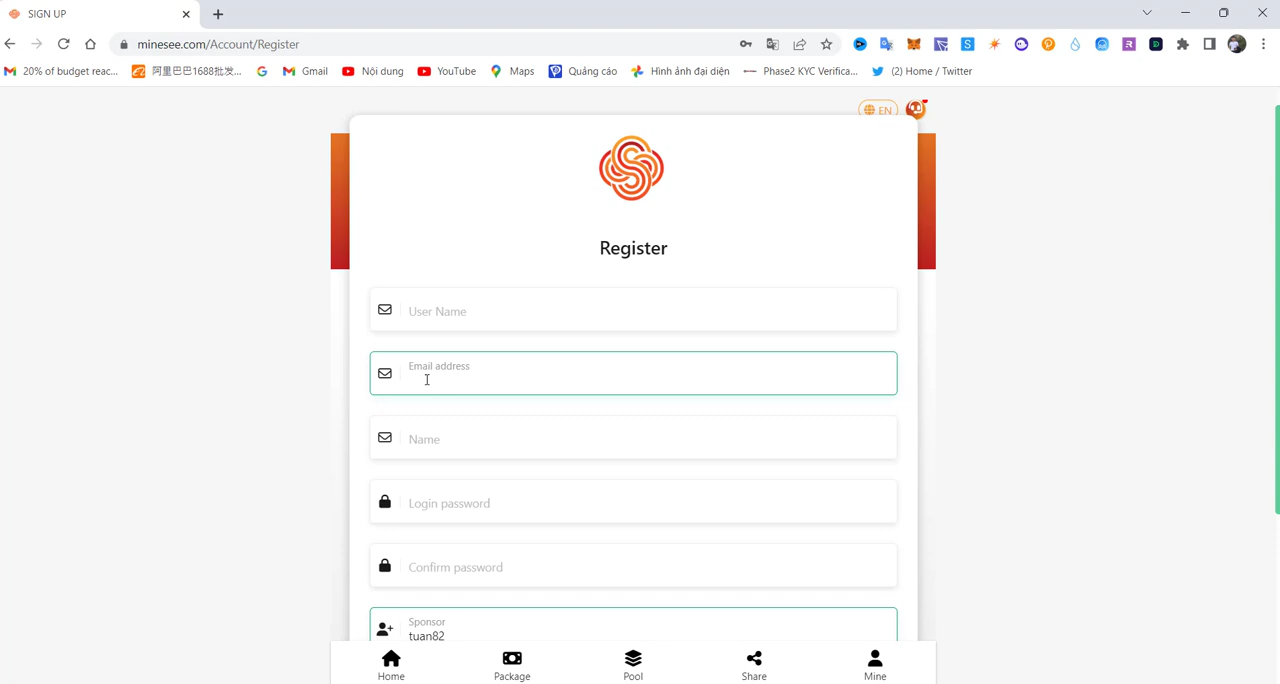 SIGN UP
minesee.com/Account/Register
20% of budget reac...
阿里巴巴1688批发...
Gmail
Nội dung
YouTube
Maps
Quảng cáo
Hình ảnh đại diện
Phase2 KYC Verifica...
(2) Home / Twitter
EN
Register
User Name
Email address
Name
Login password
Confirm password
Sponsor
tuan82
Home
Package
Pool
Share
Mine